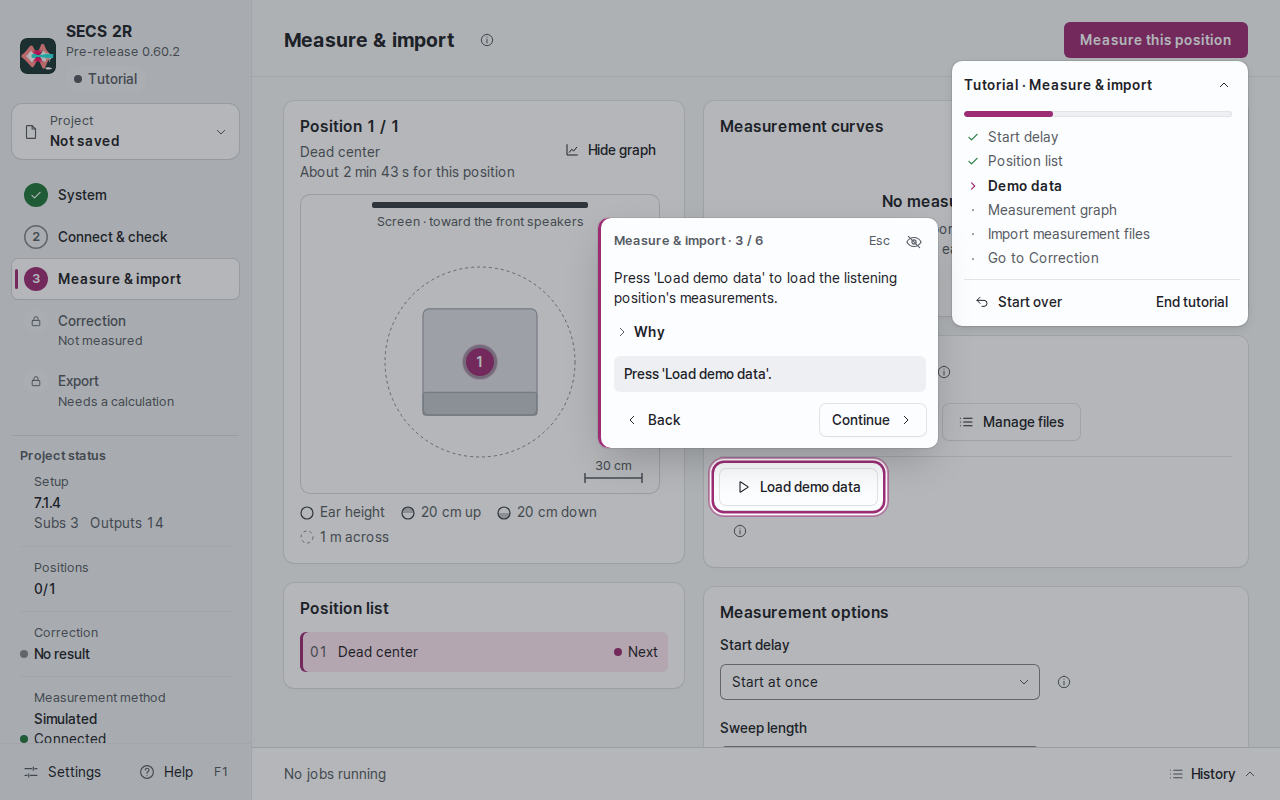 SECS 2R
Pre-release 0.60.2
Tutorial
Project
Not saved
System
2 Connect & check
3 Measure & import
Correction
Not measured
Export
Needs a calculation
Project status
Setup
7.1.4
Subs 3 Outputs 14
Positions
0/1
Correction
No result
Measurement method
Simulated
Connected
Settings
Help F1
Measure & import
Measure this position
Position 1 / 1
Dead center
About 2 min 43 s for this position
Hide graph
Screen · toward the front speakers
1
30 cm
Ear height
20 cm up
20 cm down
1 m across
Position list
01 Dead center
Next
Measurement curves
Measure & import · 3 / 6
Esc
Press 'Load demo data' to load the listening
position's measurements.
Why
Press 'Load demo data'.
Back
Continue
Tutorial · Measure & import
Start delay
Position list
Demo data
Measurement graph
Import measurement files
Go to Correction
Start over
End tutorial
Manage files
Load demo data
Measurement options
Start delay
Start at once
Sweep length
No jobs running
History